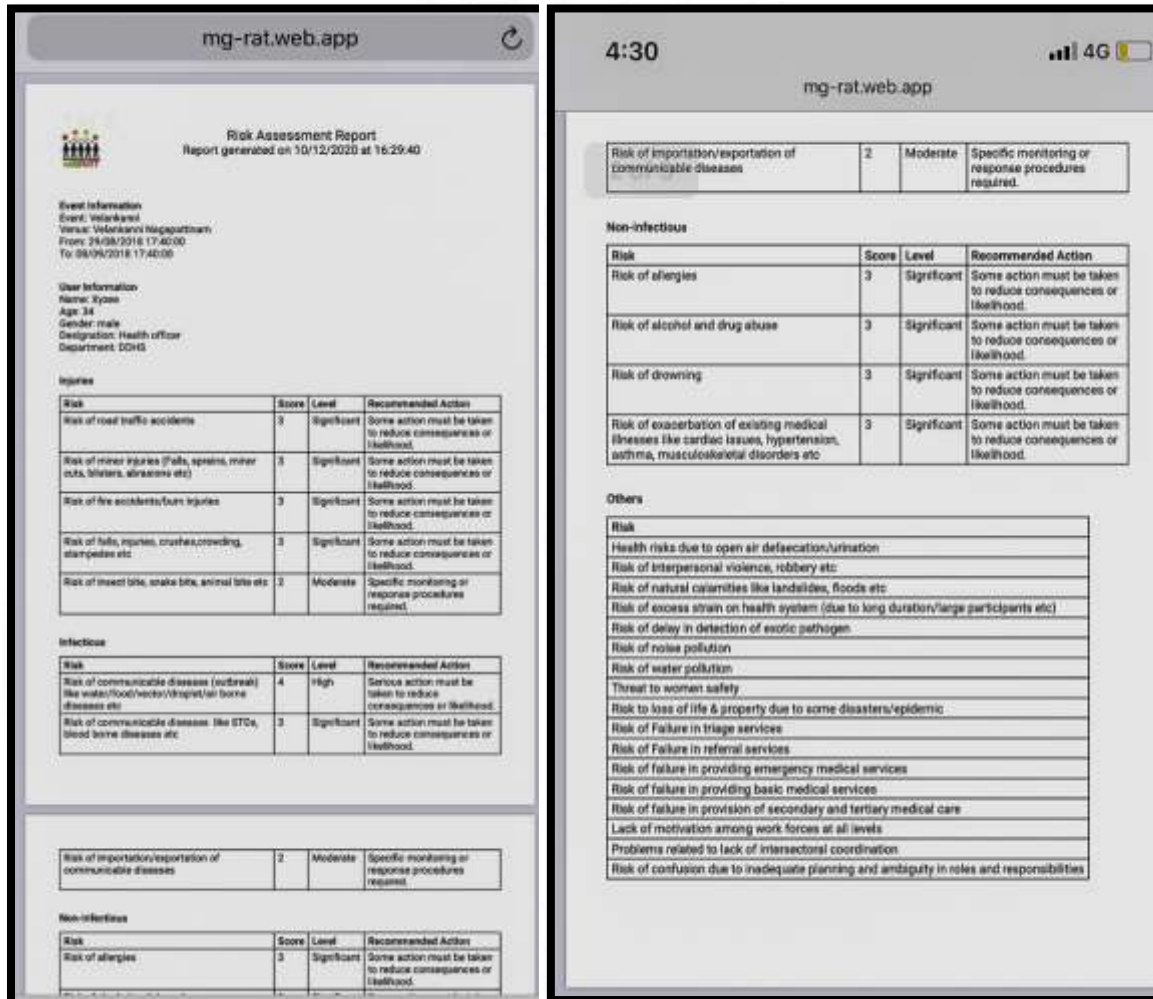 mg-rat.web.app
Risk Assessment Report
Report generated on 10/12/2020 at 16:29:40
Event Information
Event: Velankanni
Venue: Velankanni Nagapattinam
From: 29/08/2018 17:40:00
To: 08/09/2018 17:40:00
User Information
Name:
Age: 34
Gender: male
Designation: Health officer
Department: DDHS
Injuries
Risk Score Level Recommended Action
Risk of road traffic accidents 3 Significant Some action must be taken
to reduce consequences or
likelihood.
Risk of minor injuries (Falls, sprains, minor 3 Significant Some action must be taken
cuts, blisters, abrasions etc) to reduce consequences or
likelihood.
Risk of fire accidents/burn injuries 3 Significant Some action must be taken
to reduce consequences or
likelihood.
Risk of falls, injuries, crushes,crowding, 3 Significant Some action must be taken
stampedes etc to reduce consequences or
likelihood.
Risk of insect bite, snake bite, animal bite etc 2 Moderate Specific monitoring or
response procedures
required.
Infectious
Risk Score Level Recommended Action
Risk of communicable diseases (outbreak) 4 High Serious action must be
like water/food/vector/droplet/air borne taken to reduce
diseases etc consequences or likelihood.
Risk of communicable diseases like STDs, 3 Significant Some action must be taken
blood borne diseases etc to reduce consequences or
likelihood.
Risk of importation/exportation of 2 Moderate Specific monitoring or
communicable diseases response procedures
required.
Non-infectious
Risk Score Level Recommended Action
Risk of allergies 3 Significant Some action must be taken
to reduce consequences or
likelihood.
4:30 4G
mg-rat.web.app
Risk of importation/exportation of 2 Moderate Specific monitoring or
communicable diseases response procedures
required.
Non-infectious
Risk Score Level Recommended Action
Risk of allergies 3 Significant Some action must be taken
to reduce consequences or
likelihood.
Risk of alcohol and drug abuse 3 Significant Some action must be taken
to reduce consequences or
likelihood.
Risk of drowning 3 Significant Some action must be taken
to reduce consequences or
likelihood.
Risk of exacerbation of existing medical 3 Significant Some action must be taken
illnesses like cardiac issues, hypertension, to reduce consequences or
asthma, musculoskeletal disorders etc likelihood.
Others
Risk
Health risks due to open air defaecation/urination
Risk of interpersonal violence, robbery etc
Risk of natural calamities like landslides, floods etc
Risk of excess strain on health system (due to long duration/large participants etc)
Risk of delay in detection of exotic pathogen
Risk of noise pollution
Risk of water pollution
Threat to women safety
Risk to loss of life & property due to some disasters/epidemic
Risk of Failure in triage services
Risk of Failure in referral services
Risk of failure in providing emergency medical services
Risk of failure in providing basic medical services
Risk of failure in provision of secondary and tertiary medical care
Lack of motivation among work forces at all levels
Problems related to lack of intersectoral coordination
Risk of confusion due to inadequate planning and ambiguity in roles and responsibilities